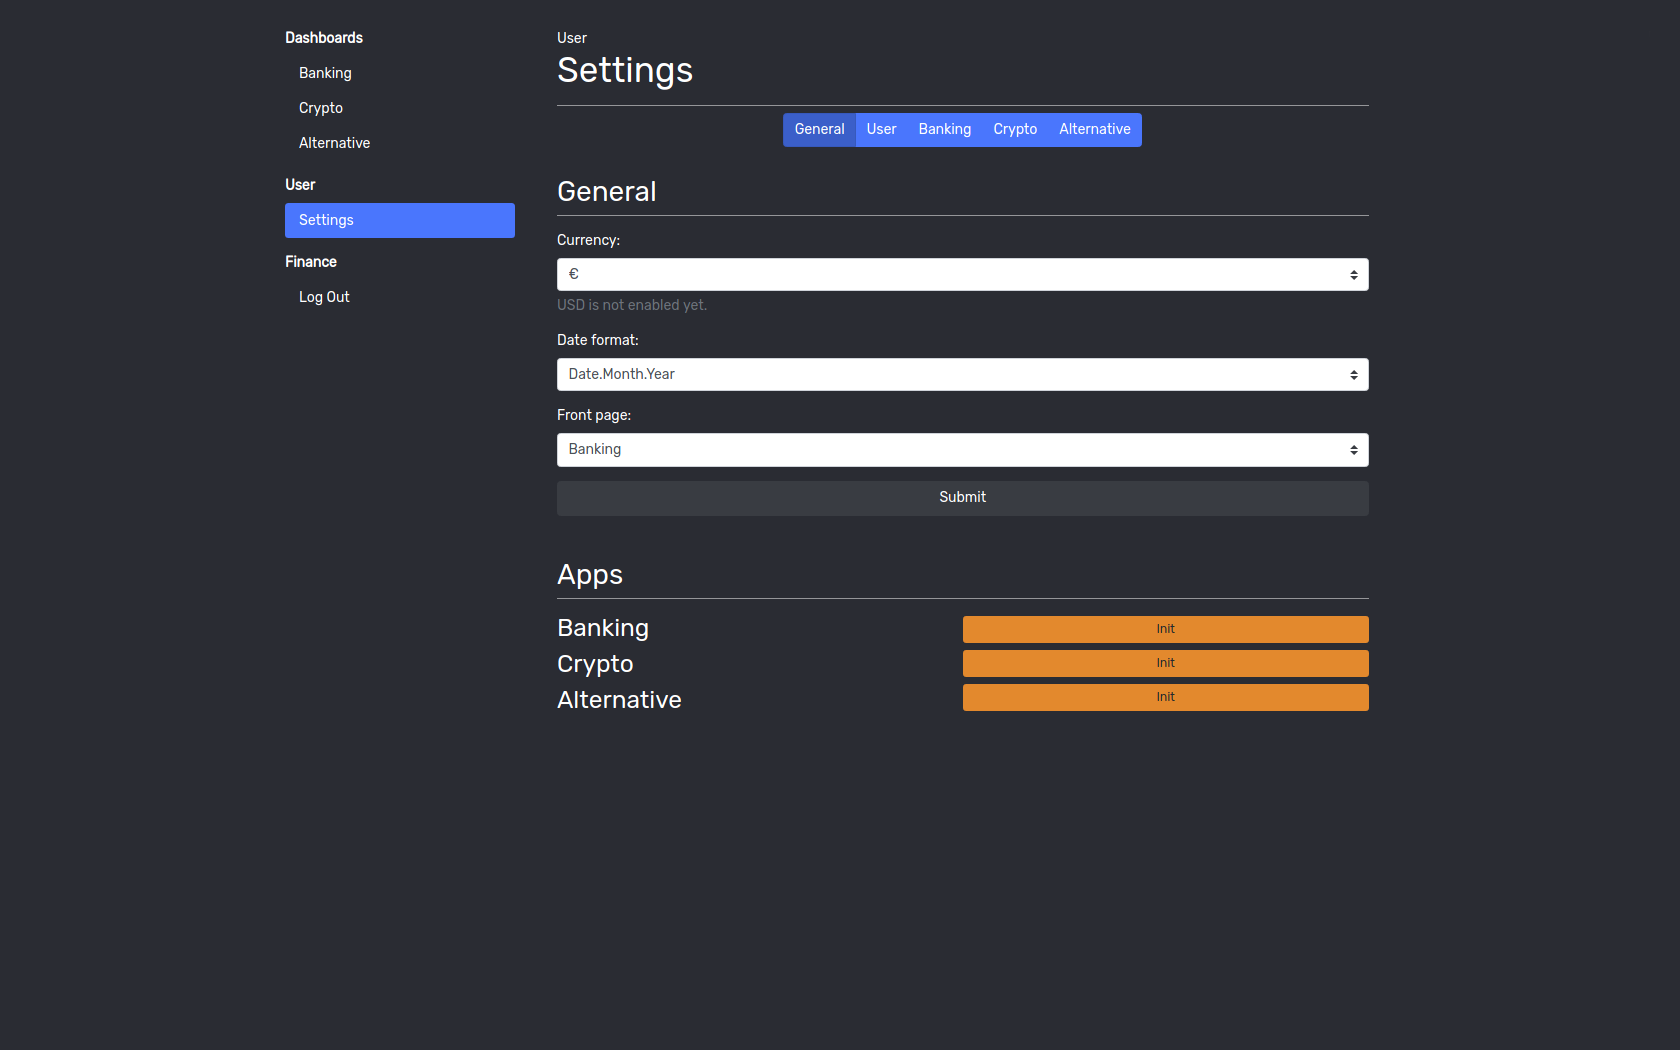 Dashboards
Banking
Crypto
Alternative
User
Settings
Finance
Log Out
User
Settings
General User Banking Crypto Alternative
General
Currency:
€
USD is not enabled yet.
Date format:
Date.Month.Year
Front page:
Banking
Submit
Apps
Banking Init
Crypto Init
Alternative Init